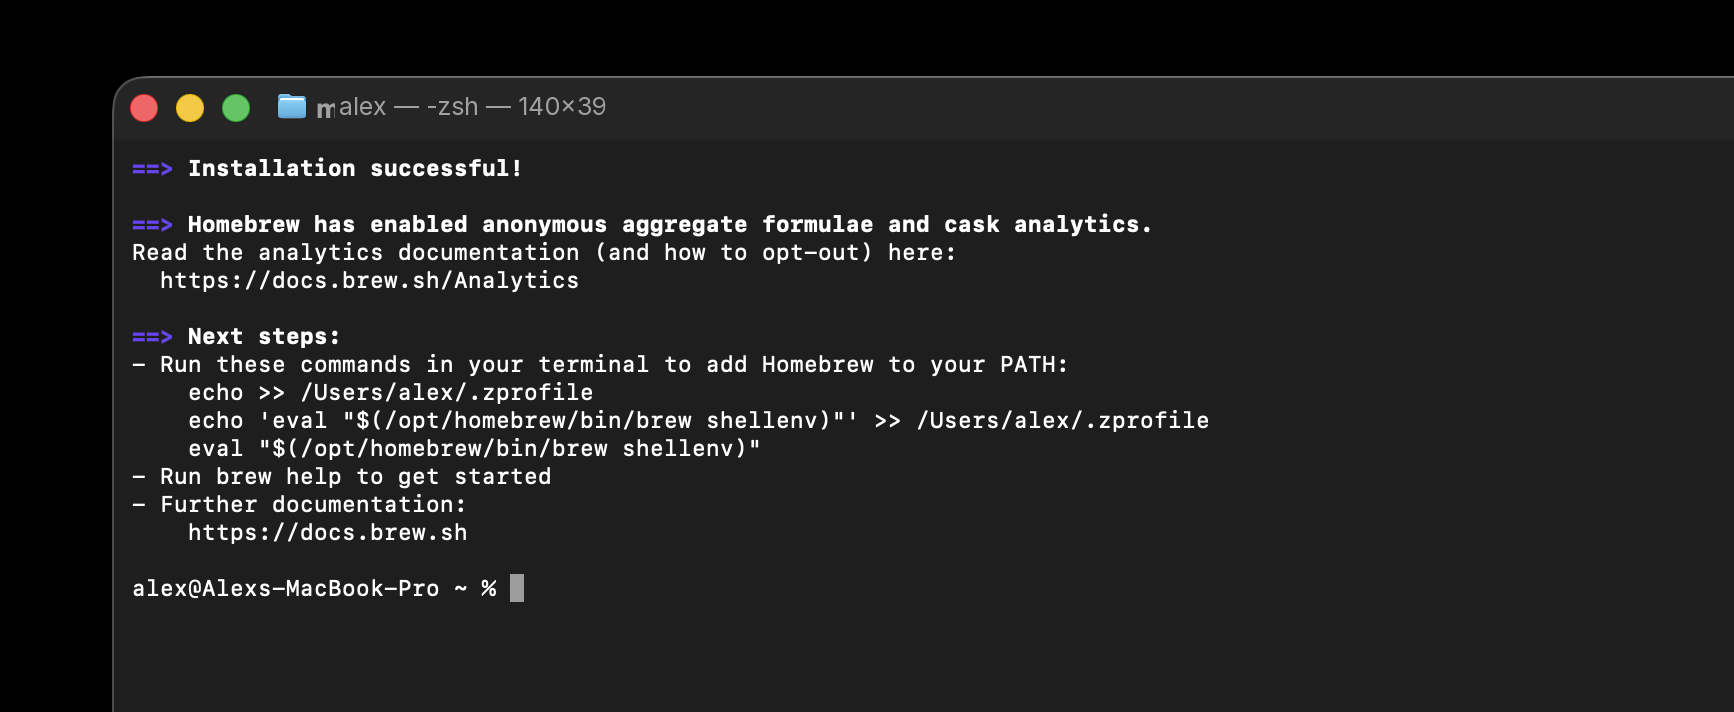 alex — -zsh — 140×39
==> Installation successful!
==> Homebrew has enabled anonymous aggregate formulae and cask analytics.
Read the analytics documentation (and how to opt-out) here:
  https://docs.brew.sh/Analytics
==> Next steps:
- Run these commands in your terminal to add Homebrew to your PATH:
    echo >> /Users/alex/.zprofile
    echo 'eval "$(/opt/homebrew/bin/brew shellenv)"' >> /Users/alex/.zprofile
    eval "$(/opt/homebrew/bin/brew shellenv)"
- Run brew help to get started
- Further documentation:
    https://docs.brew.sh
alex@Alexs-MacBook-Pro ~ %